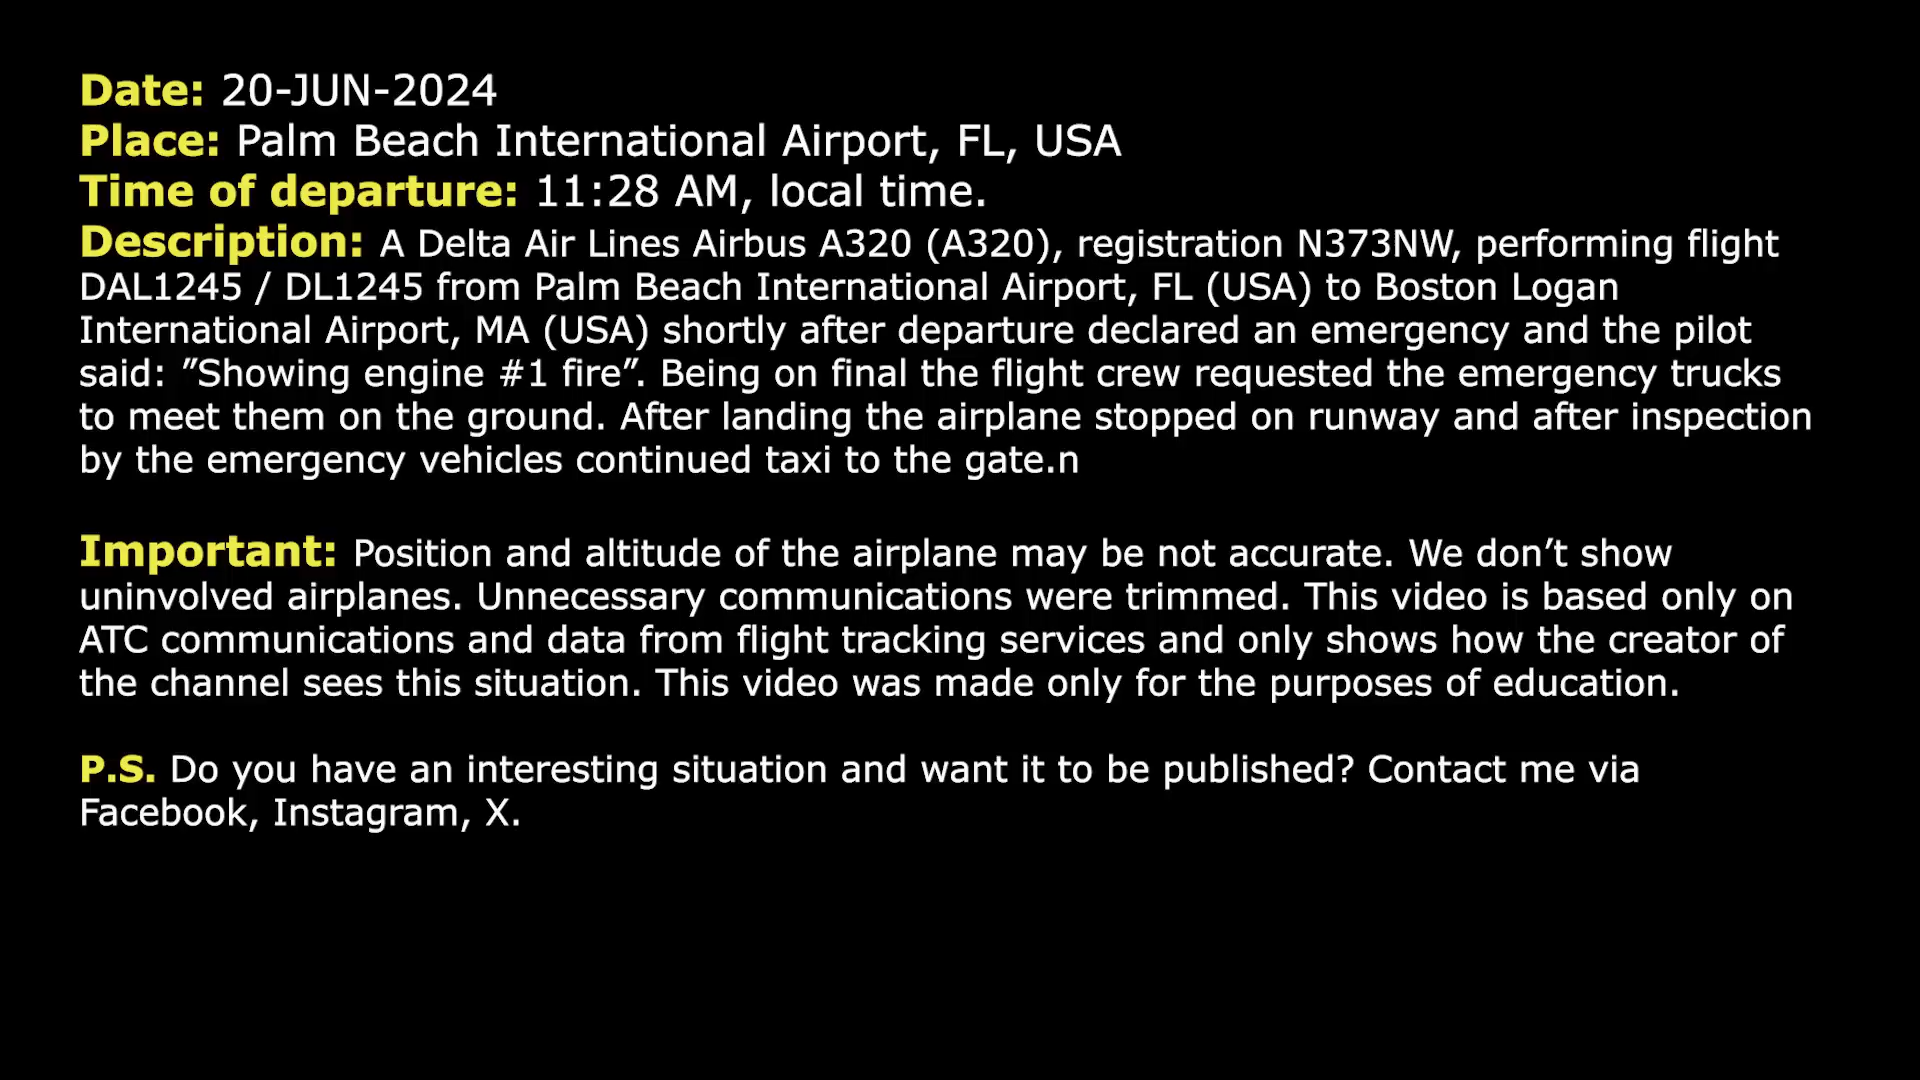 Date: 20-JUN-2024
Place: Palm Beach International Airport, FL, USA
Time of departure: 11:28 AM, local time.
Description: A Delta Air Lines Airbus A320 (A320), registration N373NW, performing flight
DAL1245 / DL1245 from Palm Beach International Airport, FL (USA) to Boston Logan
International Airport, MA (USA) shortly after departure declared an emergency and the pilot
said: ”Showing engine #1 fire”. Being on final the flight crew requested the emergency trucks
to meet them on the ground. After landing the airplane stopped on runway and after inspection
by the emergency vehicles continued taxi to the gate.n
Important: Position and altitude of the airplane may be not accurate. We don’t show
uninvolved airplanes. Unnecessary communications were trimmed. This video is based only on
ATC communications and data from flight tracking services and only shows how the creator of
the channel sees this situation. This video was made only for the purposes of education.
P.S. Do you have an interesting situation and want it to be published? Contact me via
Facebook, Instagram, X.